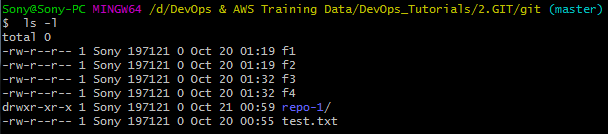 Sony@Sony-PC MINGW64 /d/DevOps & AWS Training Data/DevOps_Tutorials/2.GIT/git (master)
$ ls -l
total 0
-rw-r--r-- 1 Sony 197121 0 Oct 20 01:19 f1
-rw-r--r-- 1 Sony 197121 0 Oct 20 01:19 f2
-rw-r--r-- 1 Sony 197121 0 Oct 20 01:32 f3
-rw-r--r-- 1 Sony 197121 0 Oct 20 01:32 f4
drwxr-xr-x 1 Sony 197121 0 Oct 21 00:59 repo-1/
-rw-r--r-- 1 Sony 197121 0 Oct 20 00:55 test.txt